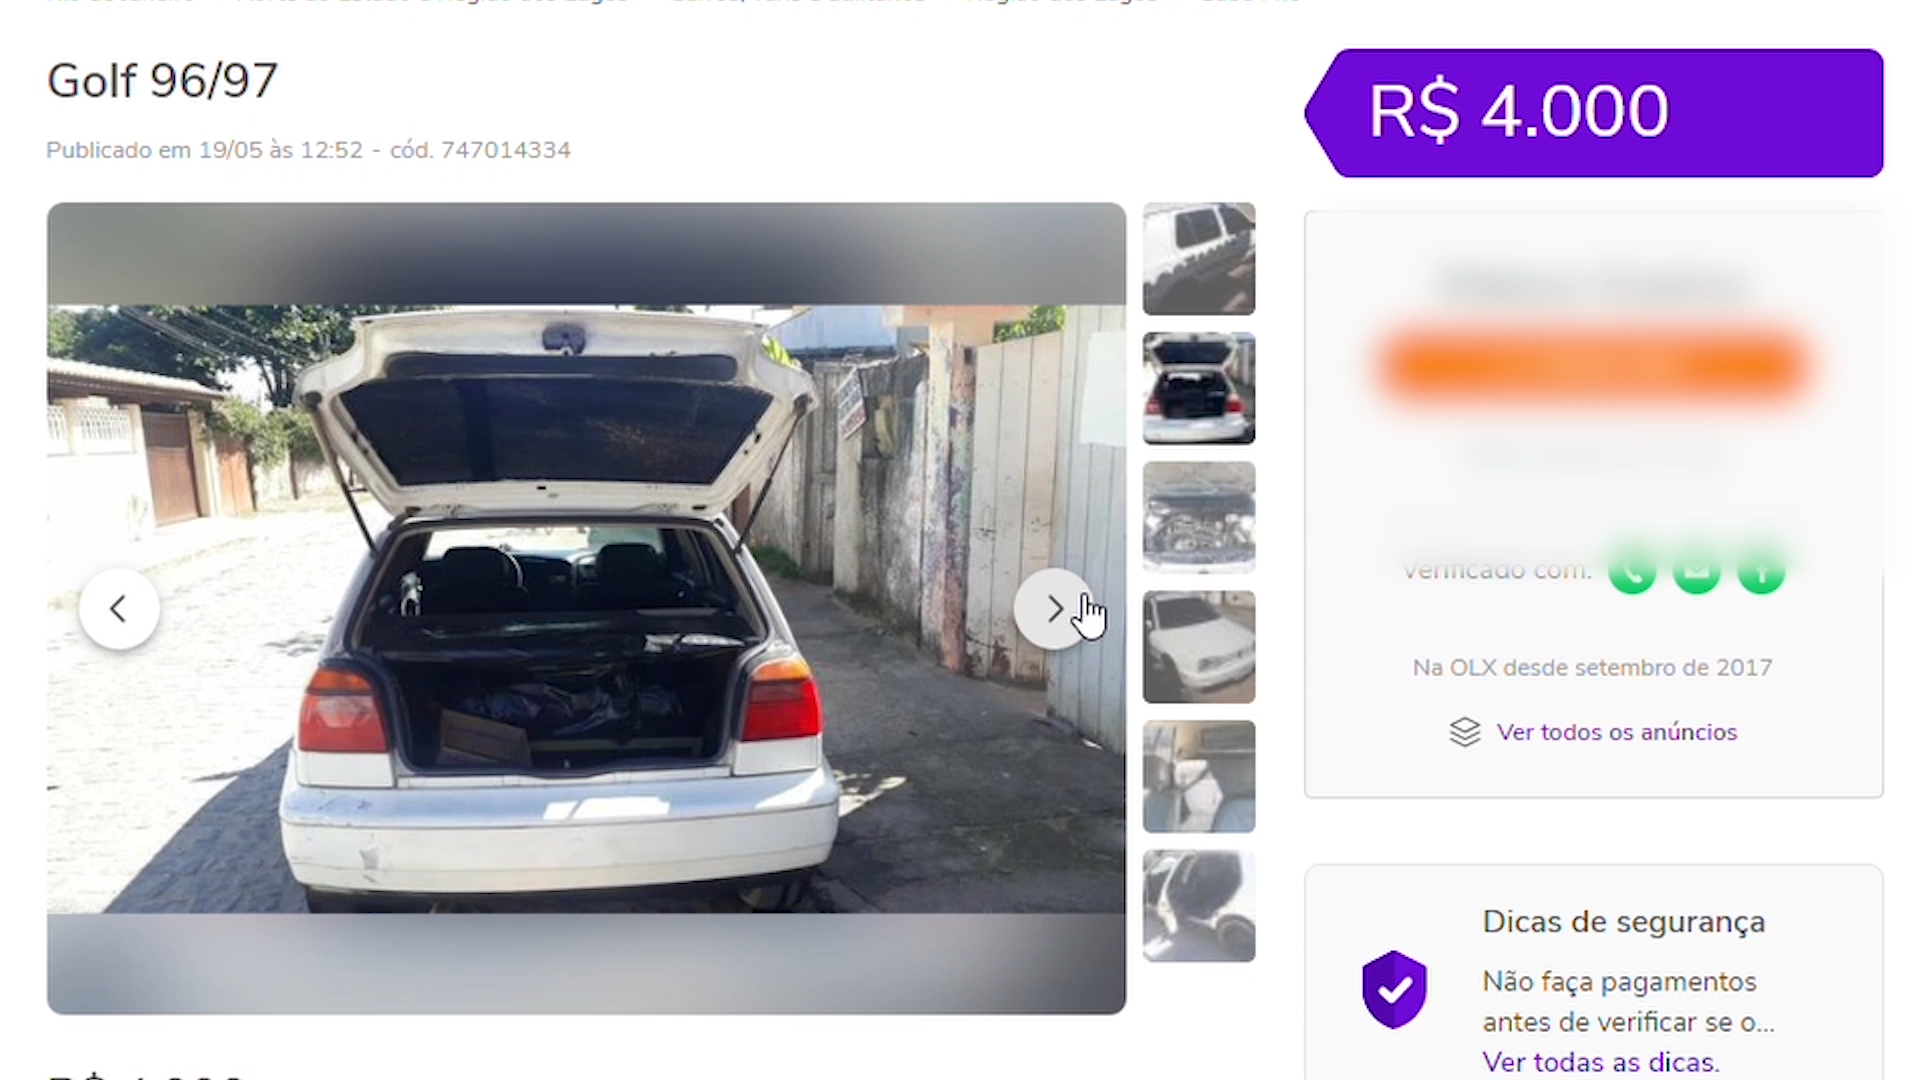 Golf 96/97
Publicado em 19/05 às 12:52 - cód. 747014334
R$ 4.000
Verificado com:
Na OLX desde setembro de 2017
Ver todos os anúncios
Dicas de segurança
Não faça pagamentos
antes de verificar se o...
Ver todas as dicas.